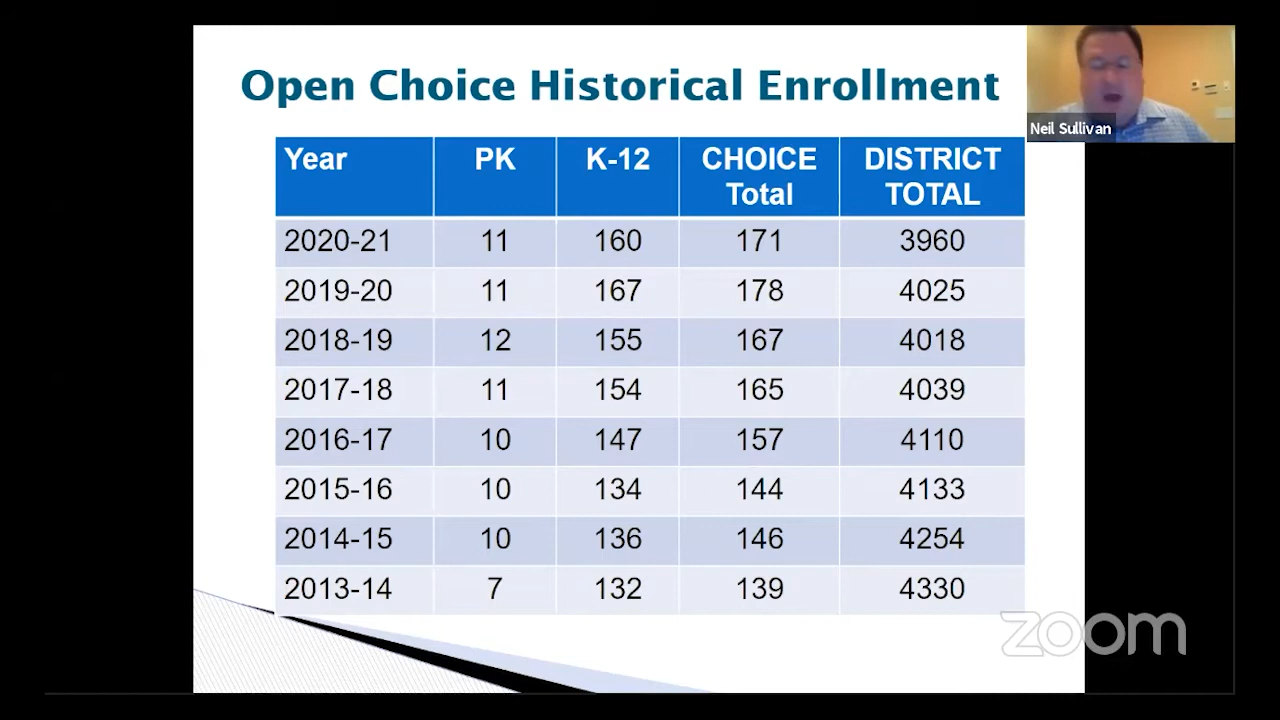 Open Choice Historical Enrollment
Neil Sullivan
Year PK K-12 CHOICE Total DISTRICT TOTAL
2020-21 11 160 171 3960
2019-20 11 167 178 4025
2018-19 12 155 167 4018
2017-18 11 154 165 4039
2016-17 10 147 157 4110
2015-16 10 134 144 4133
2014-15 10 136 146 4254
2013-14 7 132 139 4330
zoom